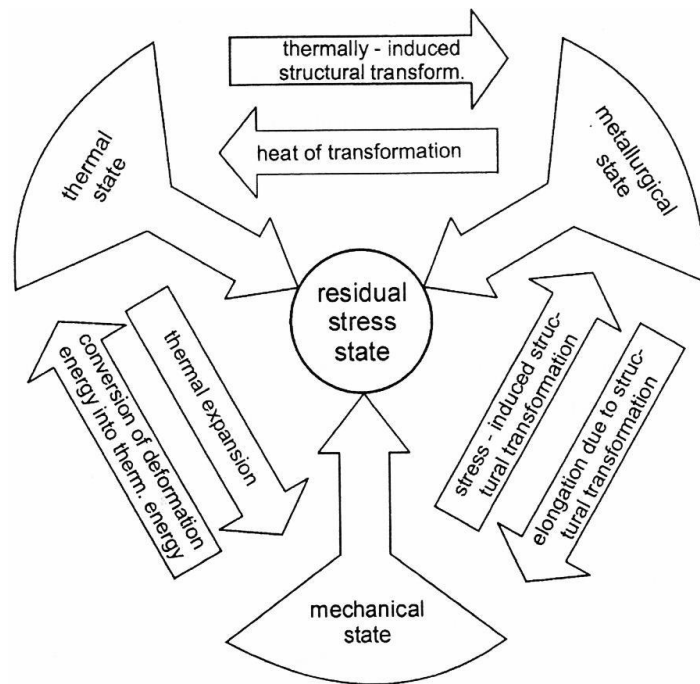 thermally - induced
structural transform.
heat of transformation
thermal
state
metallurgical
state
residual
stress
state
thermal expansion
conversion of deformation
energy into therm. energy
stress - induced struc-
tural transformation
elongation due to struc-
tural transformation
mechanical
state